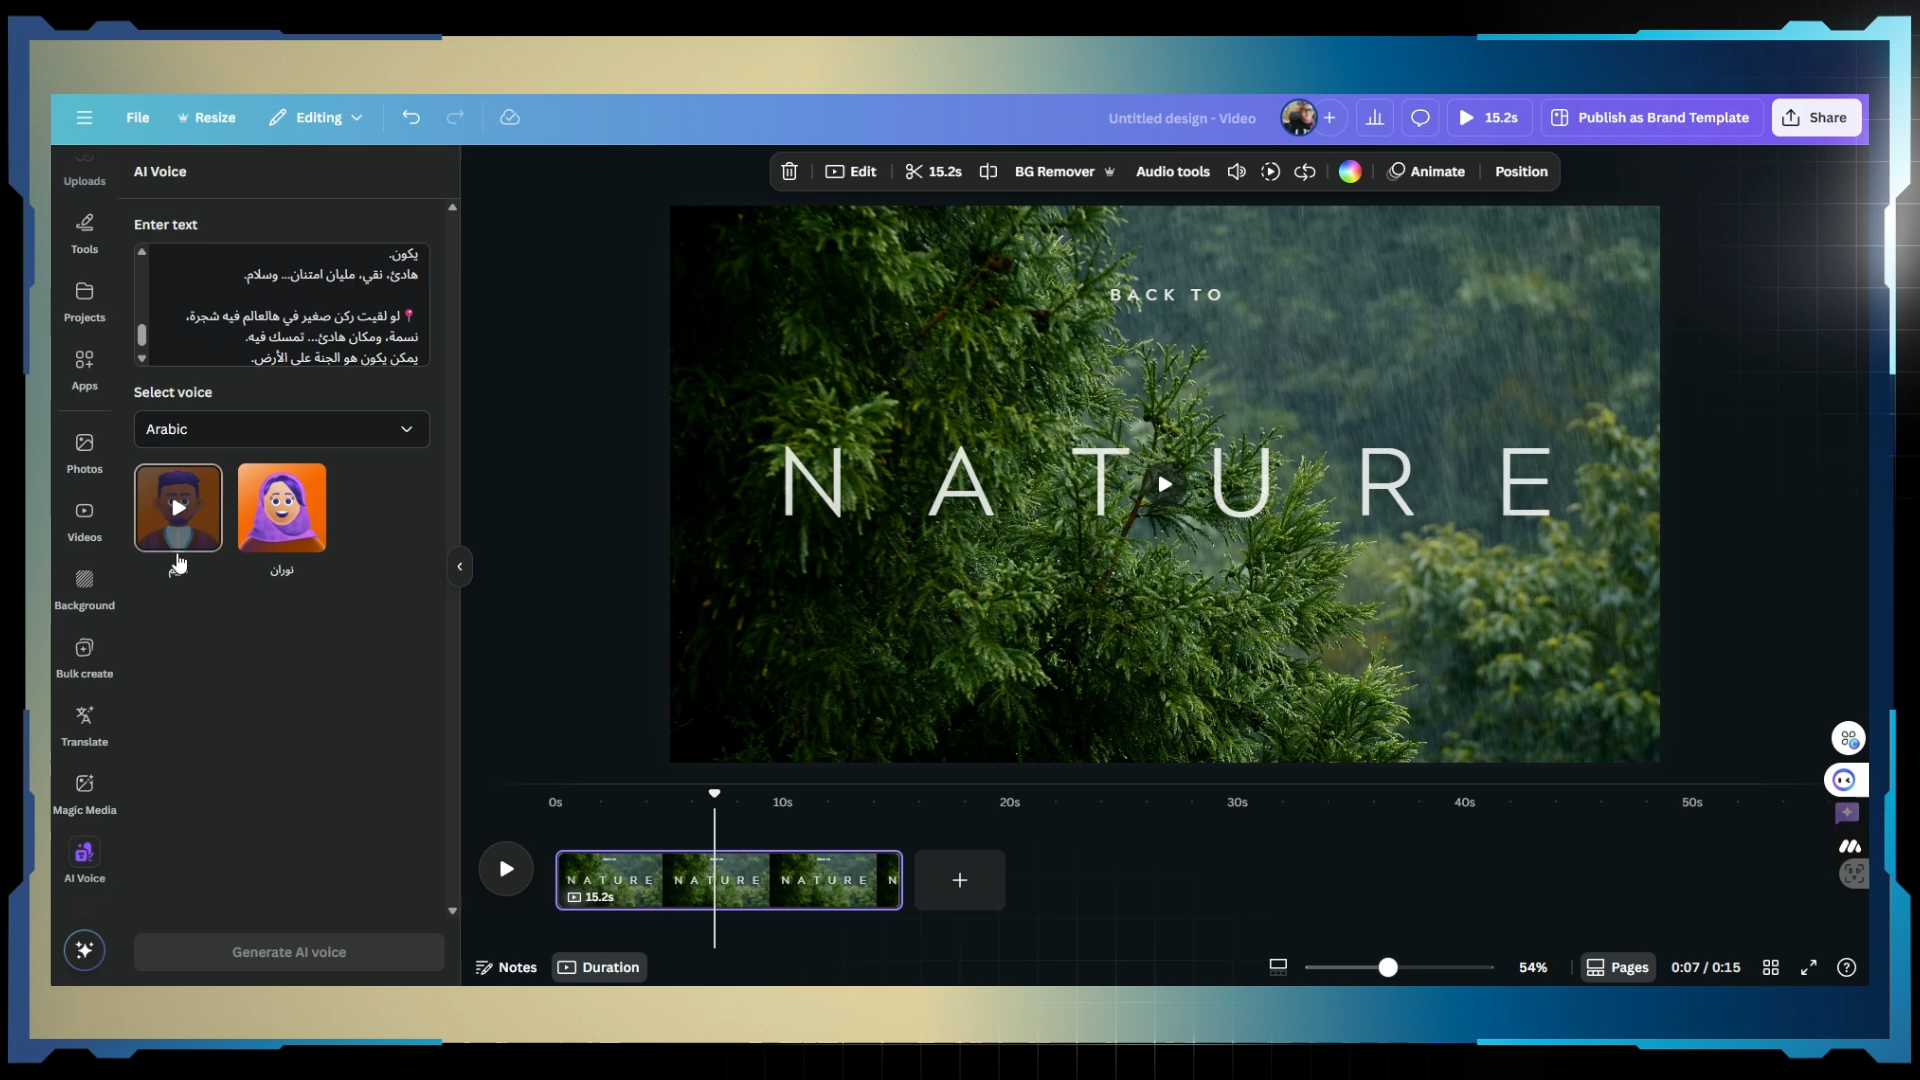 File
Resize
Editing
Untitled design - Video
15.2s
Publish as Brand Template
Share
Uploads
Tools
Projects
Apps
Photos
Videos
Background
Bulk create
Translate
Magic Media
AI Voice
AI Voice
Enter text
يكون.
هادئ، نقي، مليان امتنان... وسلام.
لو لقيت ركن صغير في هالعالم فيه شجرة،
نسمة، ومكان هادئ... تمسك فيه.
يمكن يكون هو الجنة على الأرض.
Select voice
Arabic
نوران
Generate AI voice
Edit
15.2s
BG Remover
Audio tools
Animate
Position
BACK TO
NATURE
0s 10s 20s 30s 40s 50s
NATURE NATURE NATURE N
15.2s
Notes
Duration
54%
Pages
0:07 / 0:15